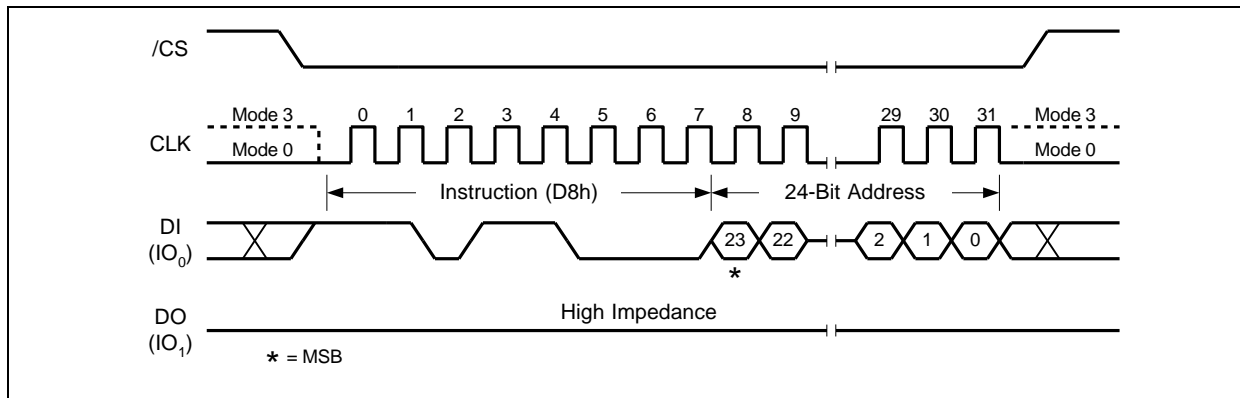 /CS
Mode 3 0 1 2 3 4 5 6 7 8 9 29 30 31 Mode 3
CLK Mode 0 Mode 0
Instruction (D8h) 24-Bit Address
DI
(IO₀) 23 22 2 1 0
*
High Impedance
DO
(IO₁)
* = MSB